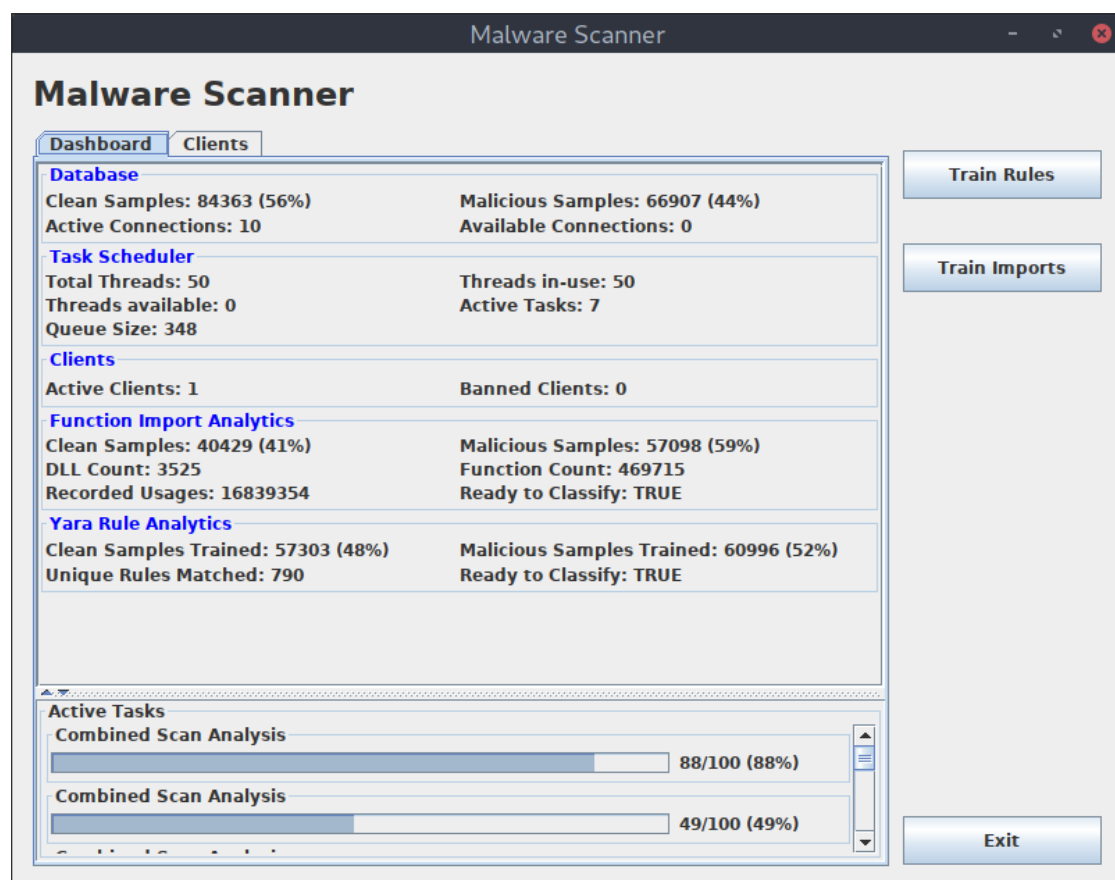 Malware Scanner
Malware Scanner
Dashboard Clients
Database
Clean Samples: 84363 (56%) Malicious Samples: 66907 (44%)
Active Connections: 10 Available Connections: 0
Task Scheduler
Total Threads: 50 Threads in-use: 50
Threads available: 0 Active Tasks: 7
Queue Size: 348
Clients
Active Clients: 1 Banned Clients: 0
Function Import Analytics
Clean Samples: 40429 (41%) Malicious Samples: 57098 (59%)
DLL Count: 3525 Function Count: 469715
Recorded Usages: 16839354 Ready to Classify: TRUE
Yara Rule Analytics
Clean Samples Trained: 57303 (48%) Malicious Samples Trained: 60996 (52%)
Unique Rules Matched: 790 Ready to Classify: TRUE
Active Tasks
Combined Scan Analysis
88/100 (88%)
Combined Scan Analysis
49/100 (49%)
Train Rules
Train Imports
Exit